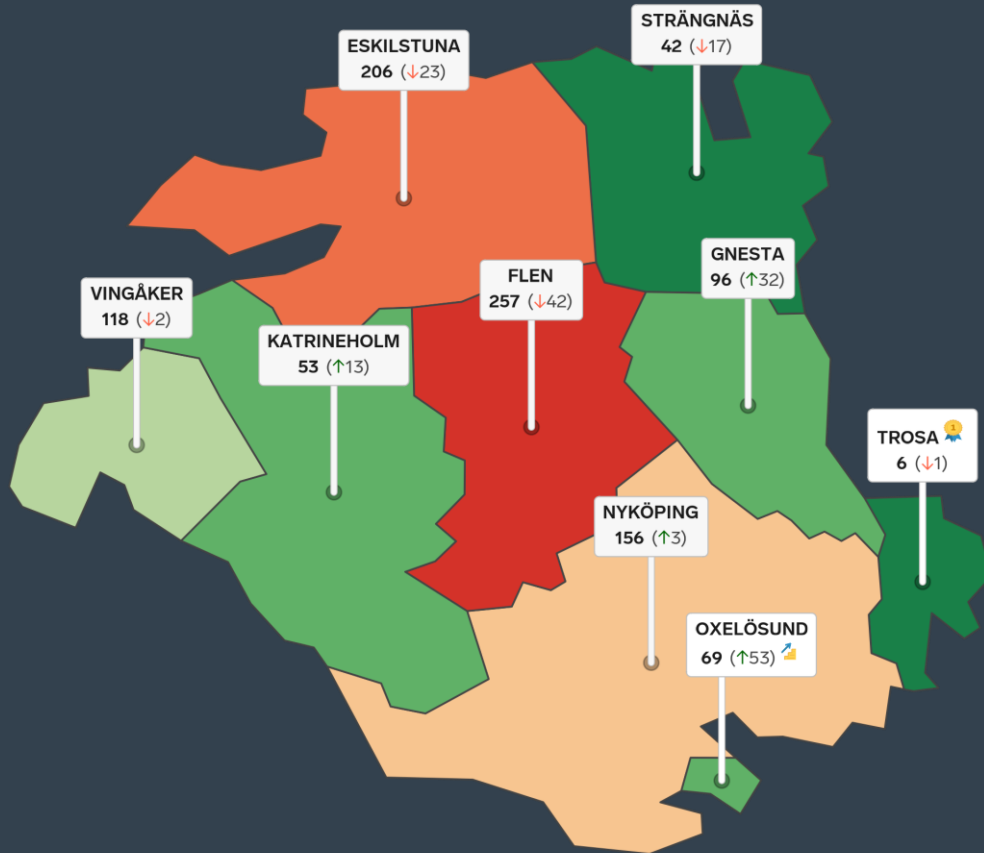 STRÄNGNÄS
42 (↓17)
ESKILSTUNA
206 (↓23)
GNESTA
96 (↑32)
FLEN
257 (↓42)
VINGÅKER
118 (↓2)
KATRINEHOLM
53 (↑13)
TROSA
6 (↓1)
NYKÖPING
156 (↑3)
OXELÖSUND
69 (↑53)